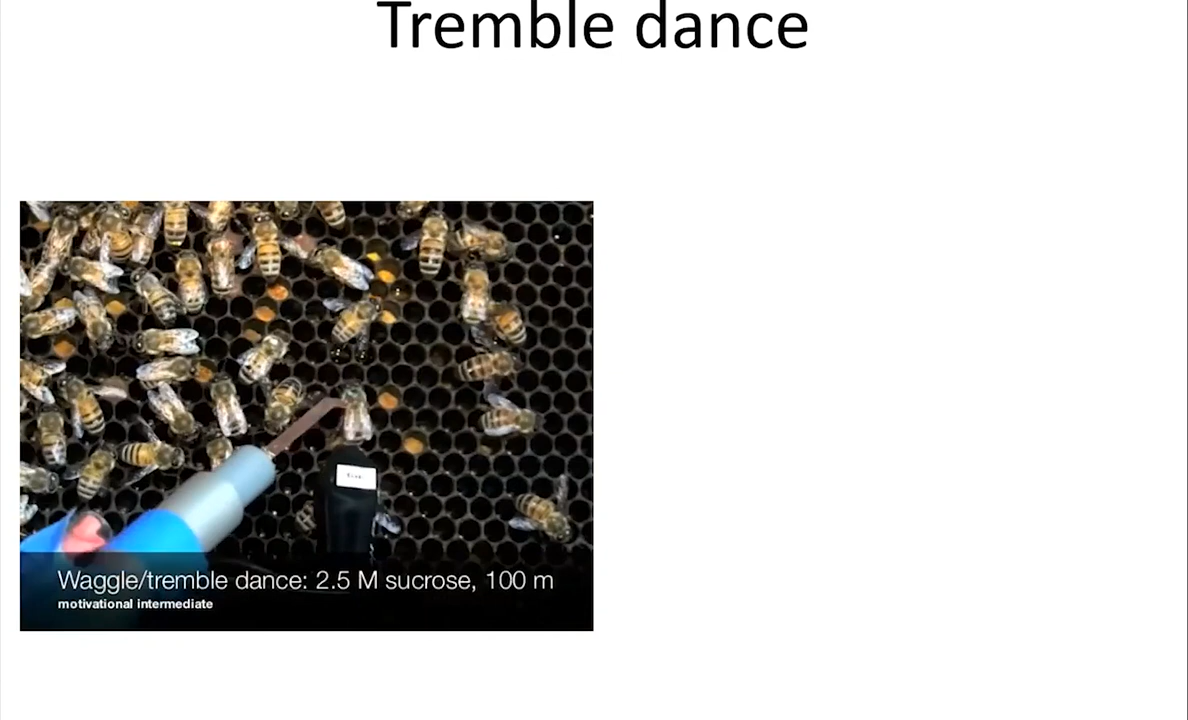 Tremble dance
Waggle/tremble dance: 2.5 M sucrose, 100 m
motivational intermediate